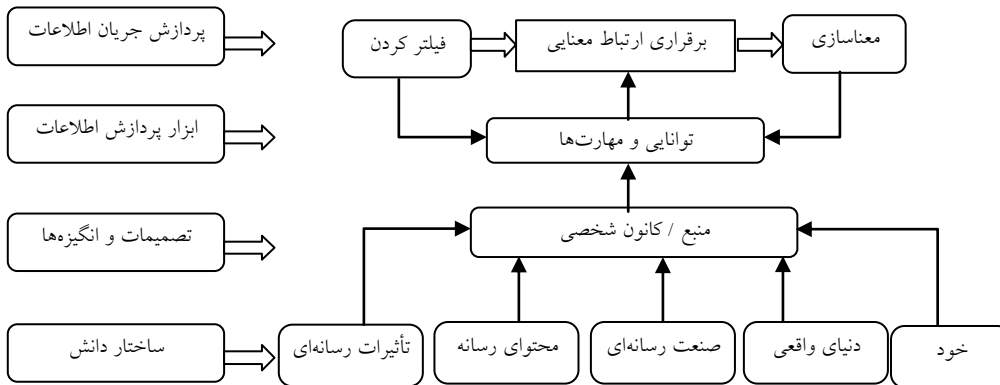 پردازش جریان اطلاعات
فیلتر کردن
برقراری ارتباط معنایی
معناسازی
ابزار پردازش اطلاعات
توانایی و مهارت‌ها
تصمیمات و انگیزه‌ها
منبع / کانون شخصی
ساختار دانش
تأثیرات رسانه‌ای
محتوای رسانه
صنعت رسانه‌ای
دنیای واقعی
خود